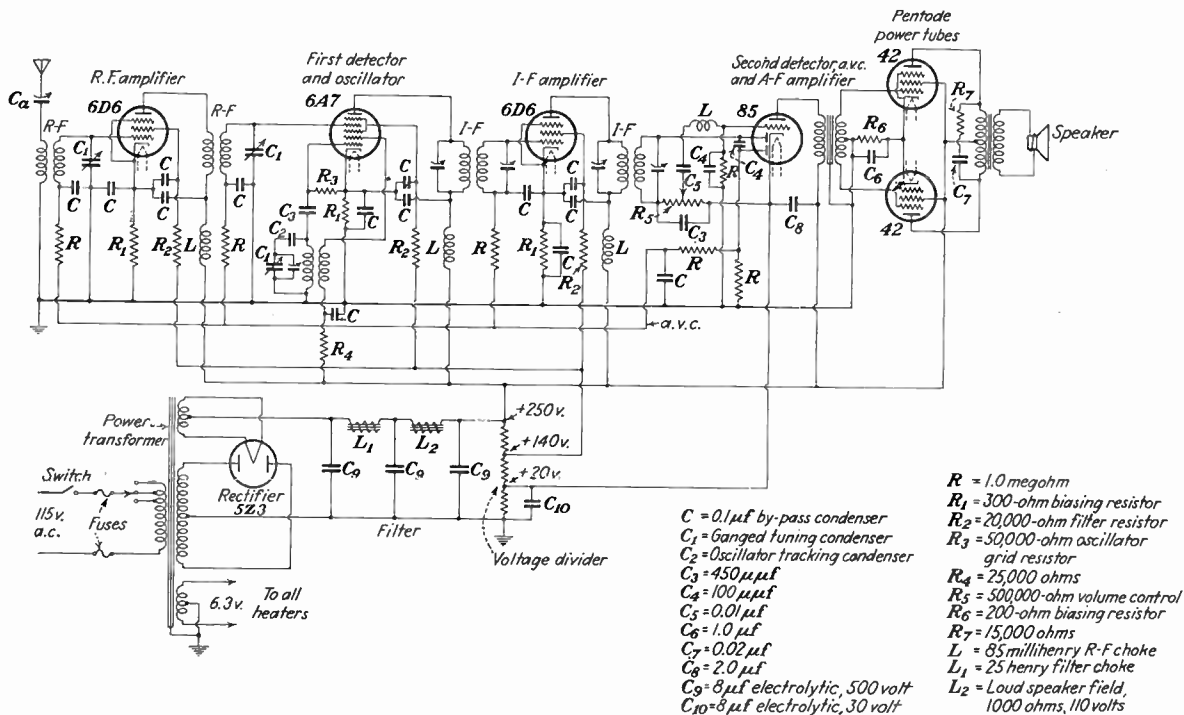 Pentode
power tubes
42
R.F. amplifier
First detector
and oscillator
I-F amplifier
Second detector, a.v.c.
and A-F amplifier
6D6
6A7
6D6
85
Ca
R-F
R-F
I-F
I-F
L
R7
Speaker
C1
C1
C
C
C
C
C
C
C
R3
C3
R1
C
C2
C1
C
C
C
C
C4
R
C4
C5
R5
C3
R6
C6
C7
42
C8
R
R1
R2
L
R
R2
L
R
R1
C
R2
L
R
C
R
C
R4
a.v.c.
Power
transformer
+250 v.
+140 v.
+20 v.
L1
L2
C9
C9
C9
C10
Switch
115 v.
a.c.
Fuses
Rectifier
5Z3
Filter
Voltage divider
6.3 v.
To all
heaters
C = 0.1 μf by-pass condenser
C1 = Ganged tuning condenser
C2 = Oscillator tracking condenser
C3 = 450 μμf
C4 = 100 μμf
C5 = 0.01 μf
C6 = 1.0 μf
C7 = 0.02 μf
C8 = 2.0 μf
C9 = 8 μf electrolytic, 500 volt
C10 = 8 μf electrolytic, 30 volt
R = 1.0 megohm
R1 = 300-ohm biasing resistor
R2 = 20,000-ohm filter resistor
R3 = 50,000-ohm oscillator
grid resistor
R4 = 25,000 ohms
R5 = 500,000-ohm volume control
R6 = 200-ohm biasing resistor
R7 = 15,000 ohms
L = 85 millihenry R-F choke
L1 = 25 henry filter choke
L2 = Loud speaker field,
1000 ohms, 110 volts